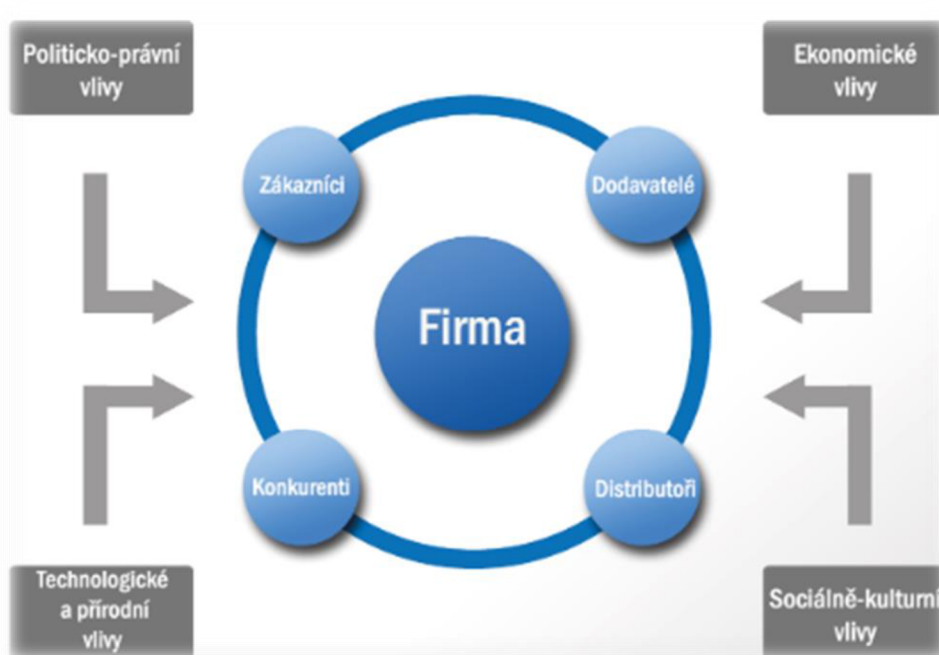 Politicko-právní
vlivy
Ekonomické
vlivy
Zákazníci
Dodavatelé
Firma
Konkurenti
Distributoři
Technologické
a přírodní
vlivy
Sociálně-kulturní
vlivy